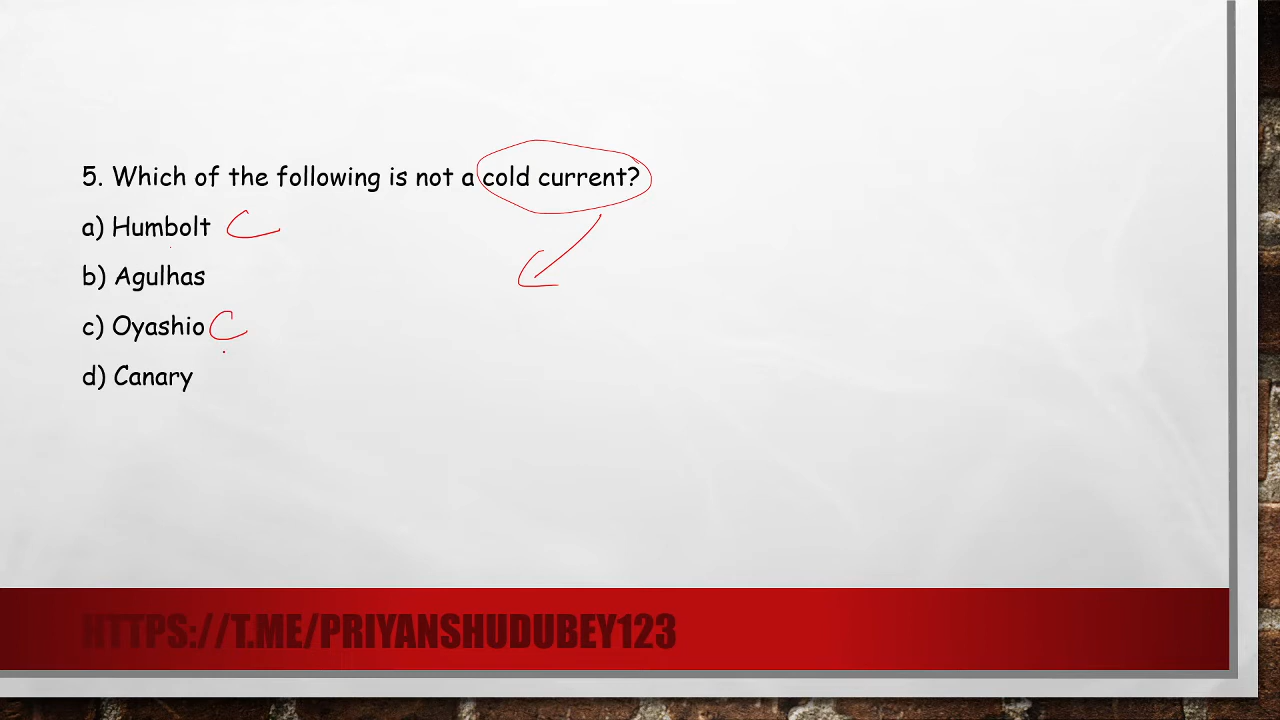 5. Which of the following is not a cold current?
a) Humbolt C
b) Agulhas
c) Oyashio C
d) Canary
HTTPS://T.ME/PRIYANSHUDUBEY123